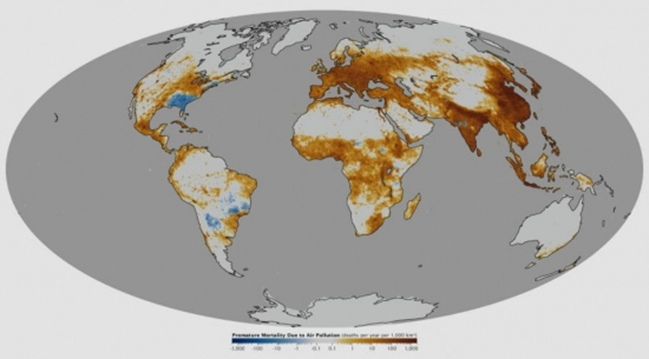 Premature Mortality Due to Air Pollution (deaths per year per 1,000 km²)
-1,000 -100 -10 -1 -0.1 0.1 1 10 100 1,000